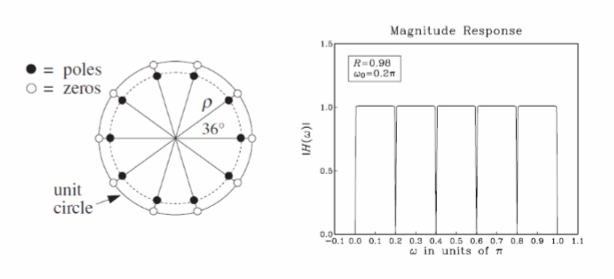 ● = poles
○ = zeros
ρ
36°
unit
circle
Magnitude Response
R=0.98
ω₀=0.2π
|H(ω)|
1.5
1.0
0.5
0.0
-0.1 0.0 0.1 0.2 0.3 0.4 0.5 0.6 0.7 0.8 0.9 1.0 1.1
ω in units of π